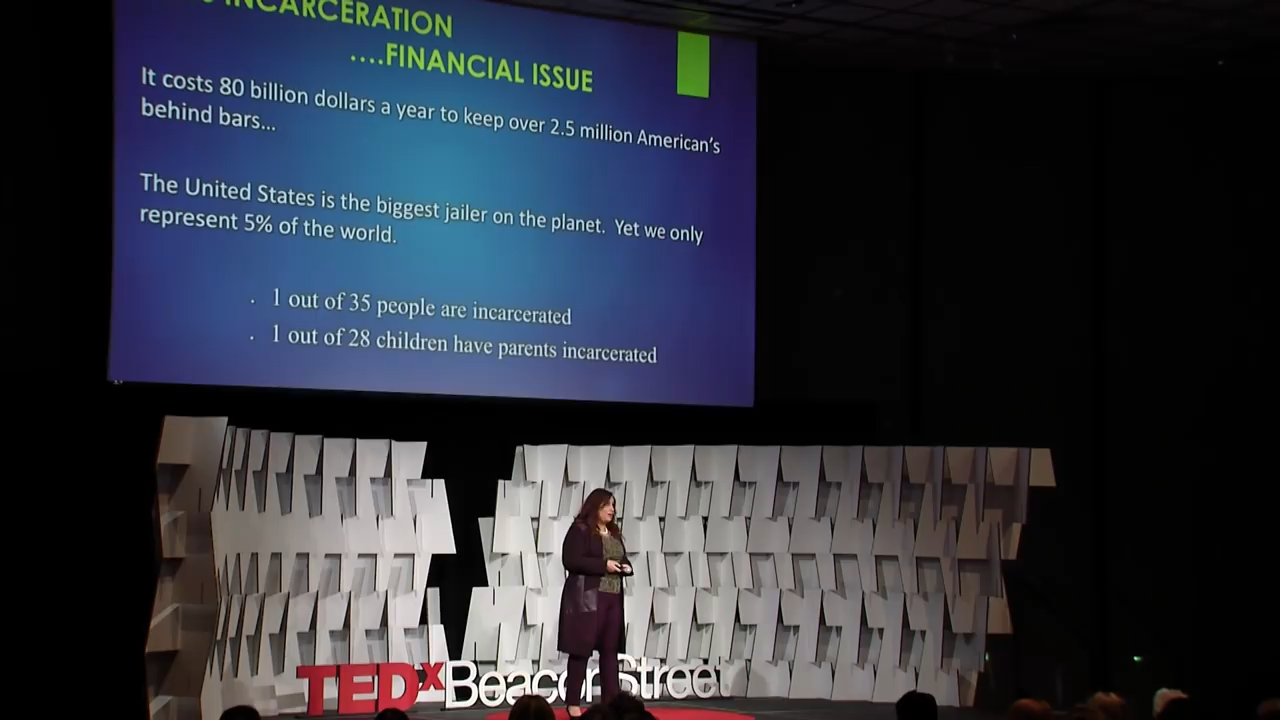 INCARCERATION
....FINANCIAL ISSUE
It costs 80 billion dollars a year to keep over 2.5 million American's
behind bars...
The United States is the biggest jailer on the planet. Yet we only
represent 5% of the world.
. 1 out of 35 people are incarcerated
. 1 out of 28 children have parents incarcerated
TEDxBeaconStreet